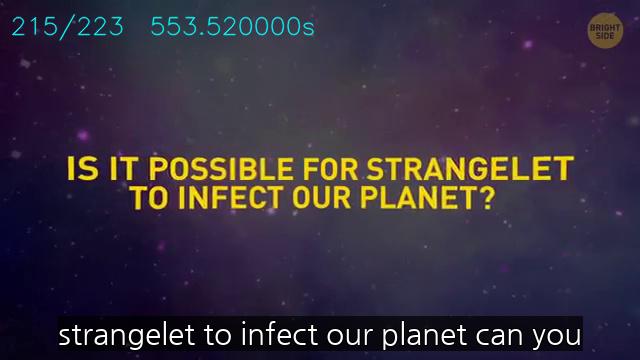 215/223 553.520000s
BRIGHT
SIDE
IS IT POSSIBLE FOR STRANGELET
TO INFECT OUR PLANET?
strangelet to infect our planet can you